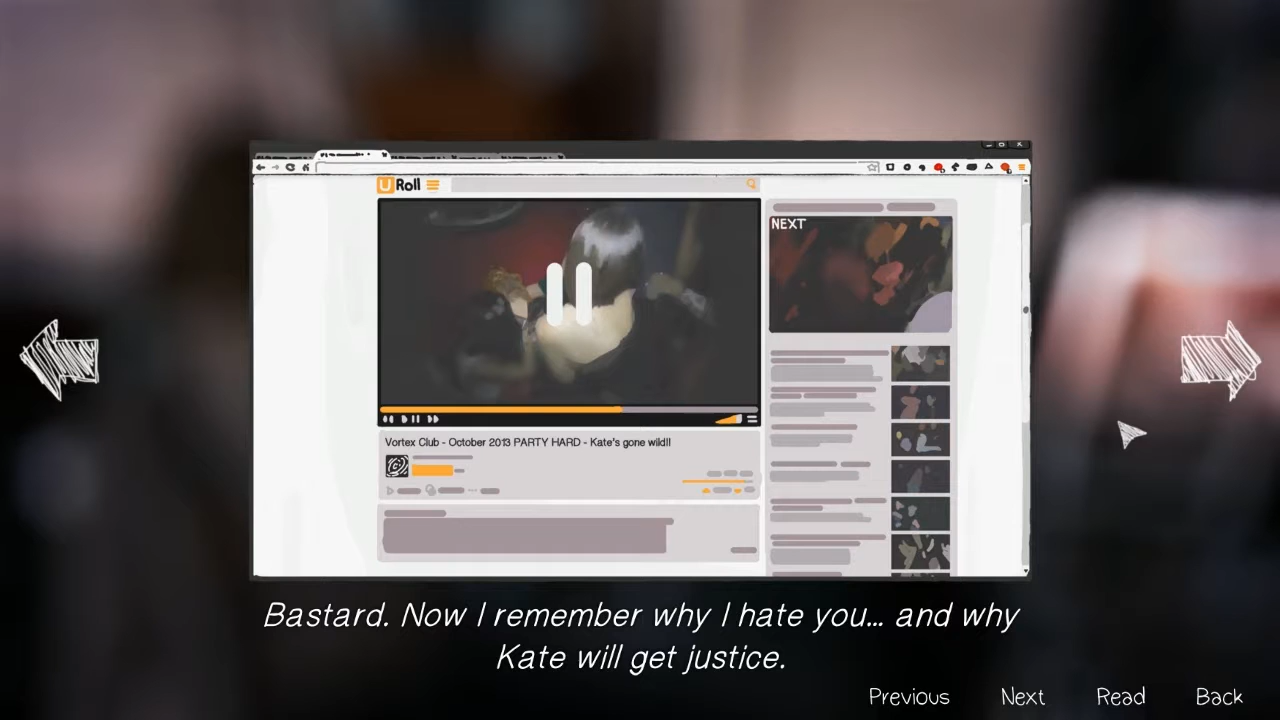 U Roll
NEXT
Vortex Club - October 2013 PARTY HARD - Kate's gone wild!!
Bastard. Now I remember why I hate you... and why
Kate will get justice.
Previous Next Read Back